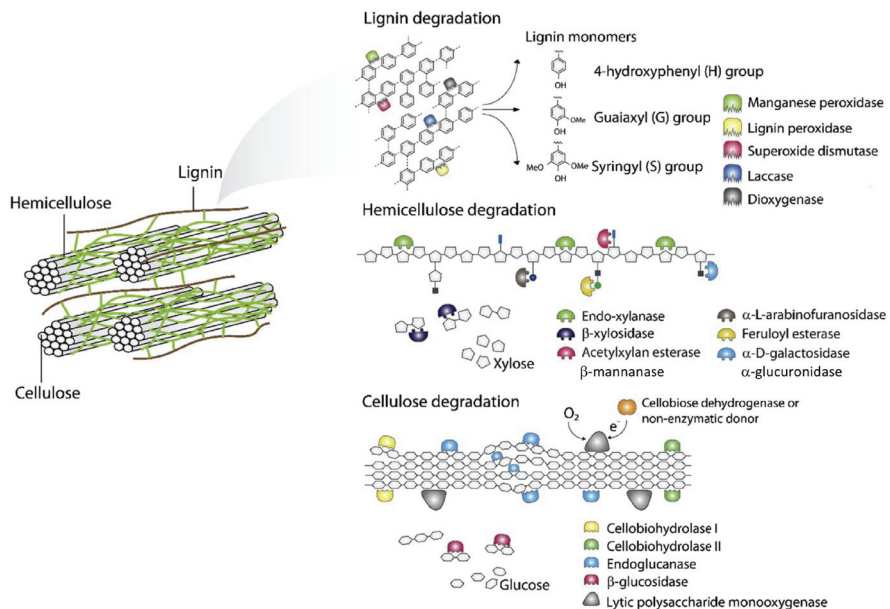 Lignin degradation
Lignin monomers
4-hydroxyphenyl (H) group
OH
Guaiaxyl (G) group
OMe
OH
Syringyl (S) group
MeO
OMe
OH
Manganese peroxidase
Lignin peroxidase
Superoxide dismutase
Laccase
Dioxygenase
Lignin
Hemicellulose
Cellulose
Hemicellulose degradation
Xylose
Endo-xylanase
β-xylosidase
Acetylxylan esterase
β-mannanase
α-L-arabinofuranosidase
Feruloyl esterase
α-D-galactosidase
α-glucuronidase
Cellulose degradation
O2
e-
Cellobiose dehydrogenase or
non-enzymatic donor
Glucose
Cellobiohydrolase I
Cellobiohydrolase II
Endoglucanase
β-glucosidase
Lytic polysaccharide monooxygenase